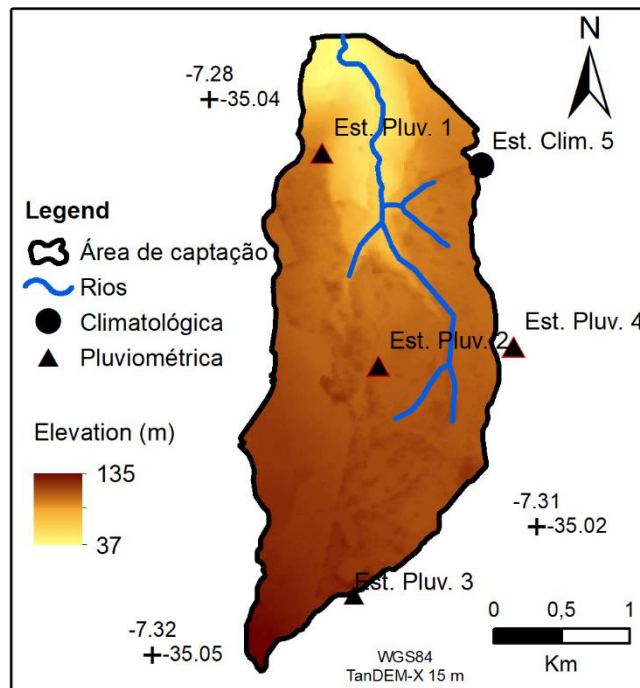 N
-7.28
-35.04
Est. Pluv. 1
Est. Clim. 5
Legend
Área de captação
Rios
Climatológica
Pluviométrica
Est. Pluv. 2
Est. Pluv. 4
Elevation (m)
135
37
-7.31
-35.02
Est. Pluv. 3
-7.32
-35.05
0 0,5 1
Km
WGS84
TanDEM-X 15 m